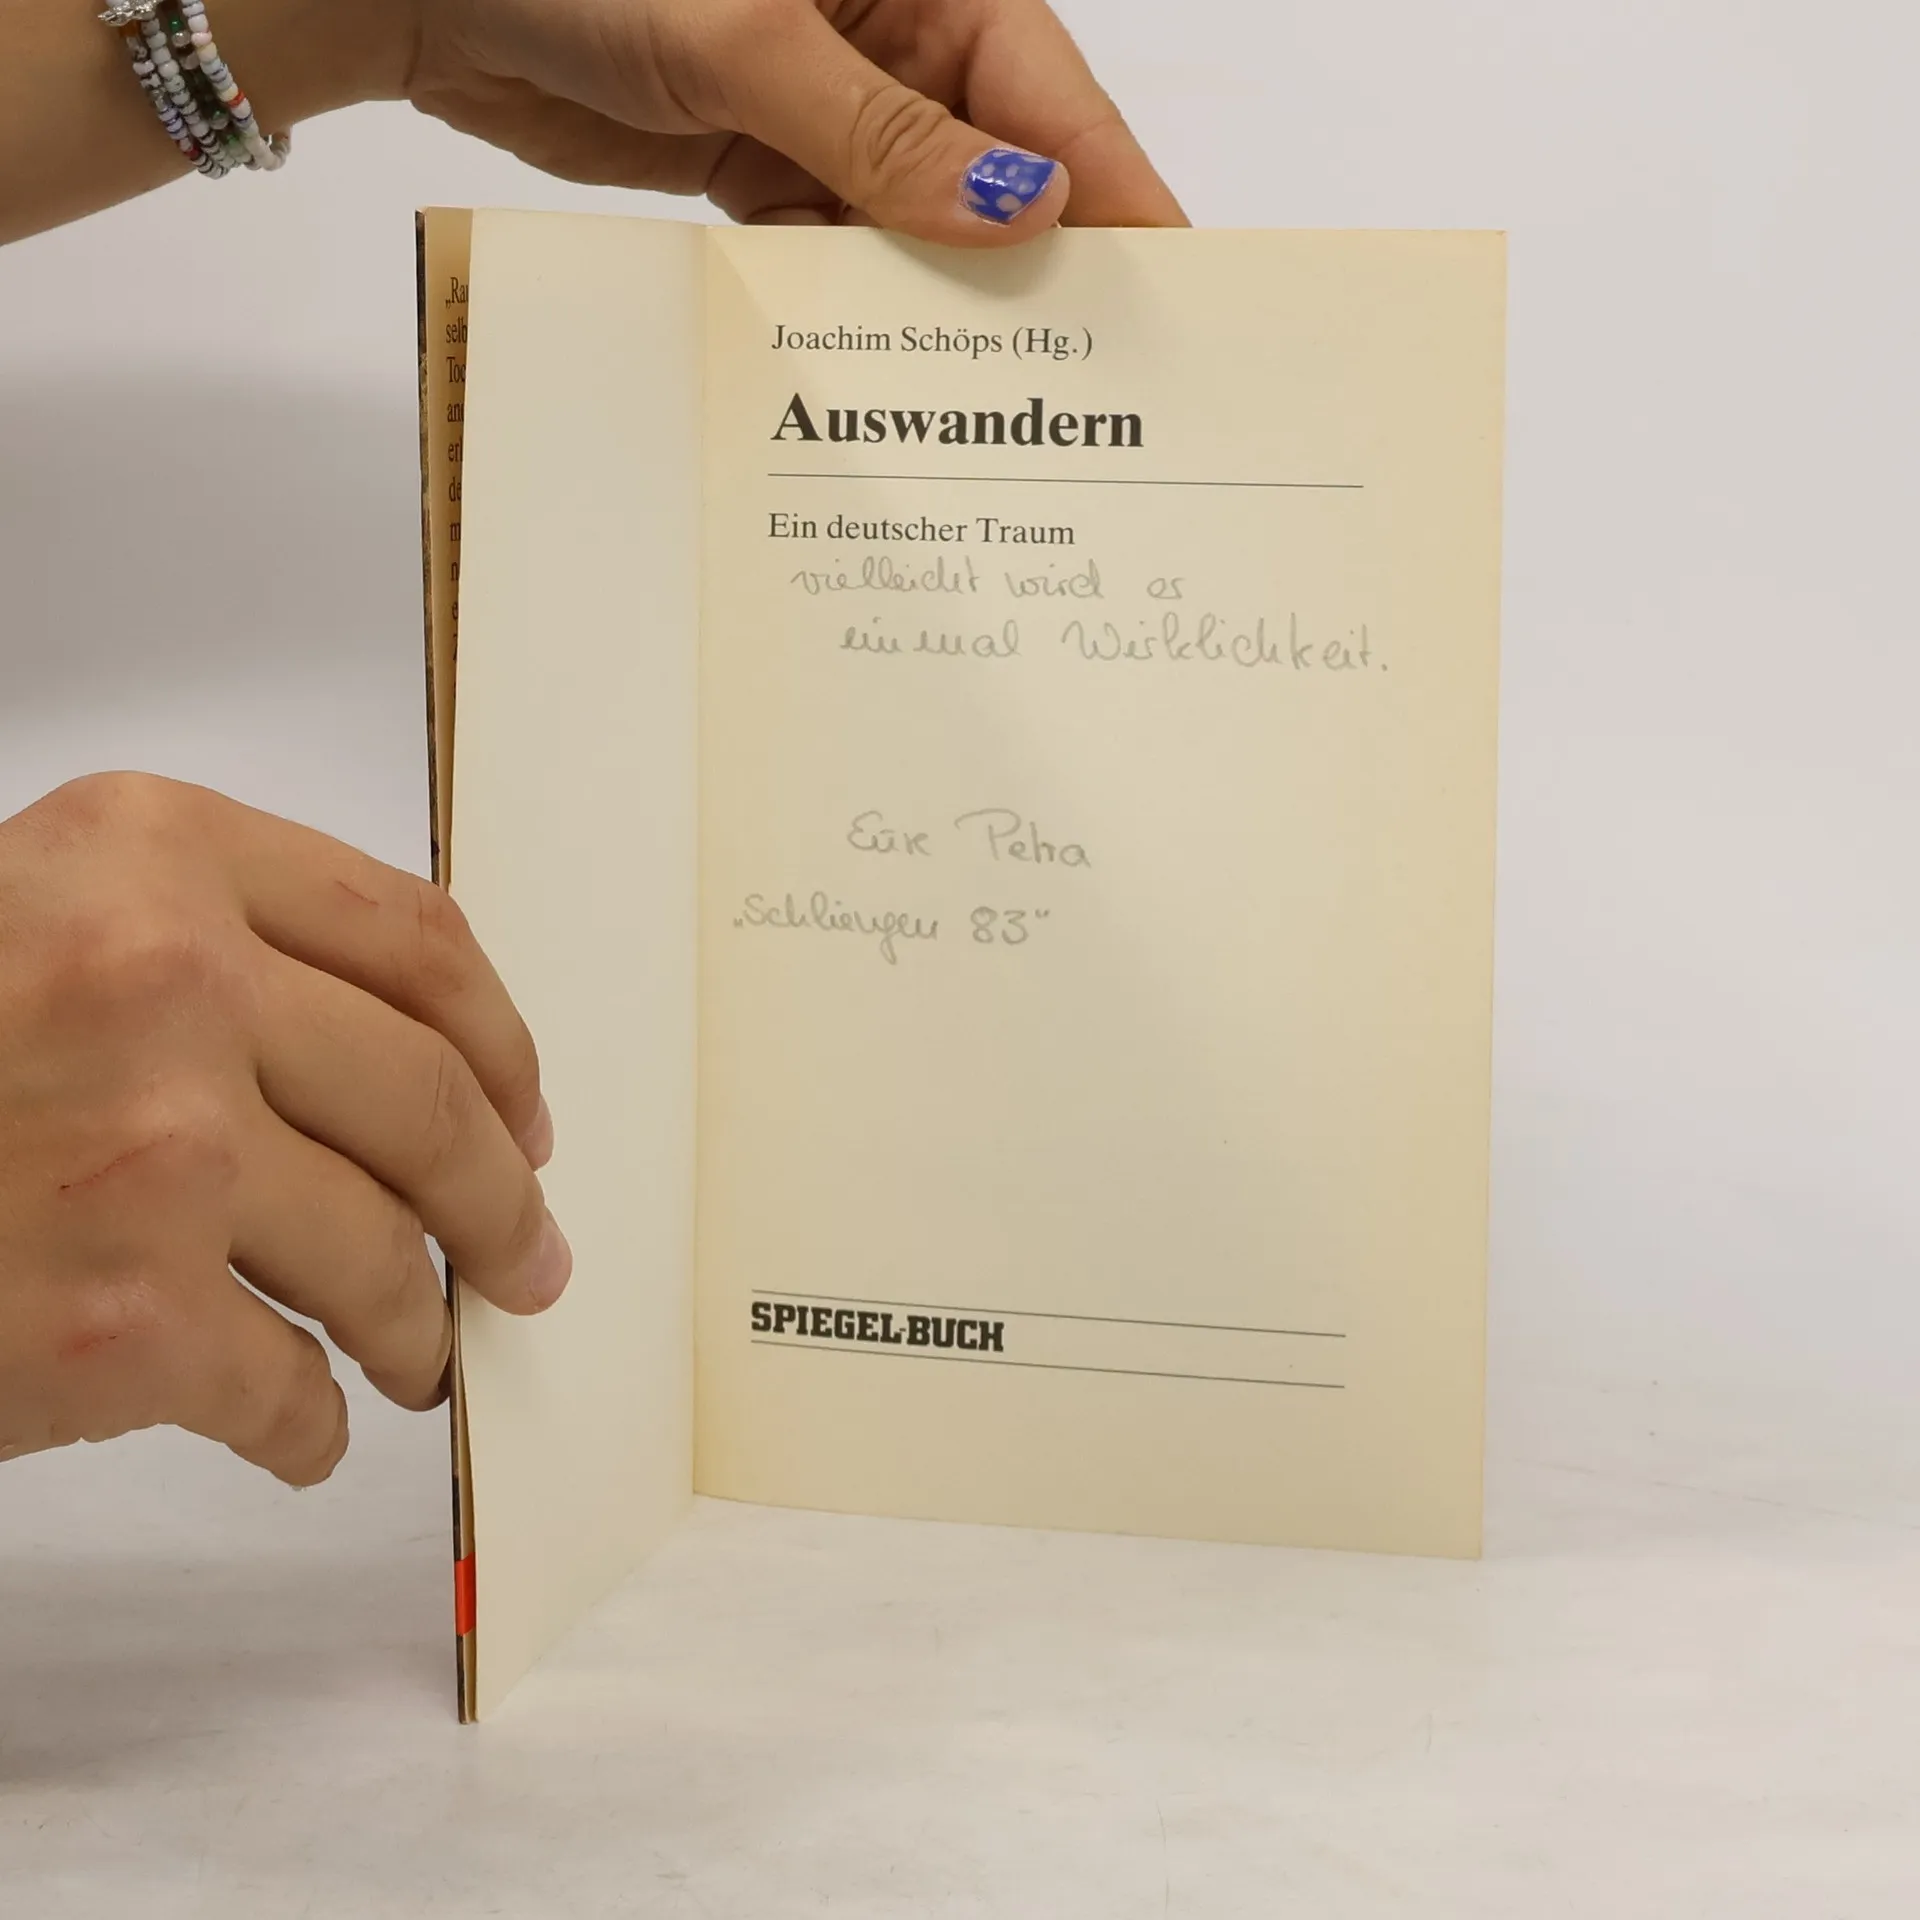 Joachim Schöps (Hg.)
Auswandern
Ein deutscher Traum
vielleicht wird es
einmal Wirklichkeit.
Eure Petra
„Schliengen 83“
SPIEGEL-BUCH